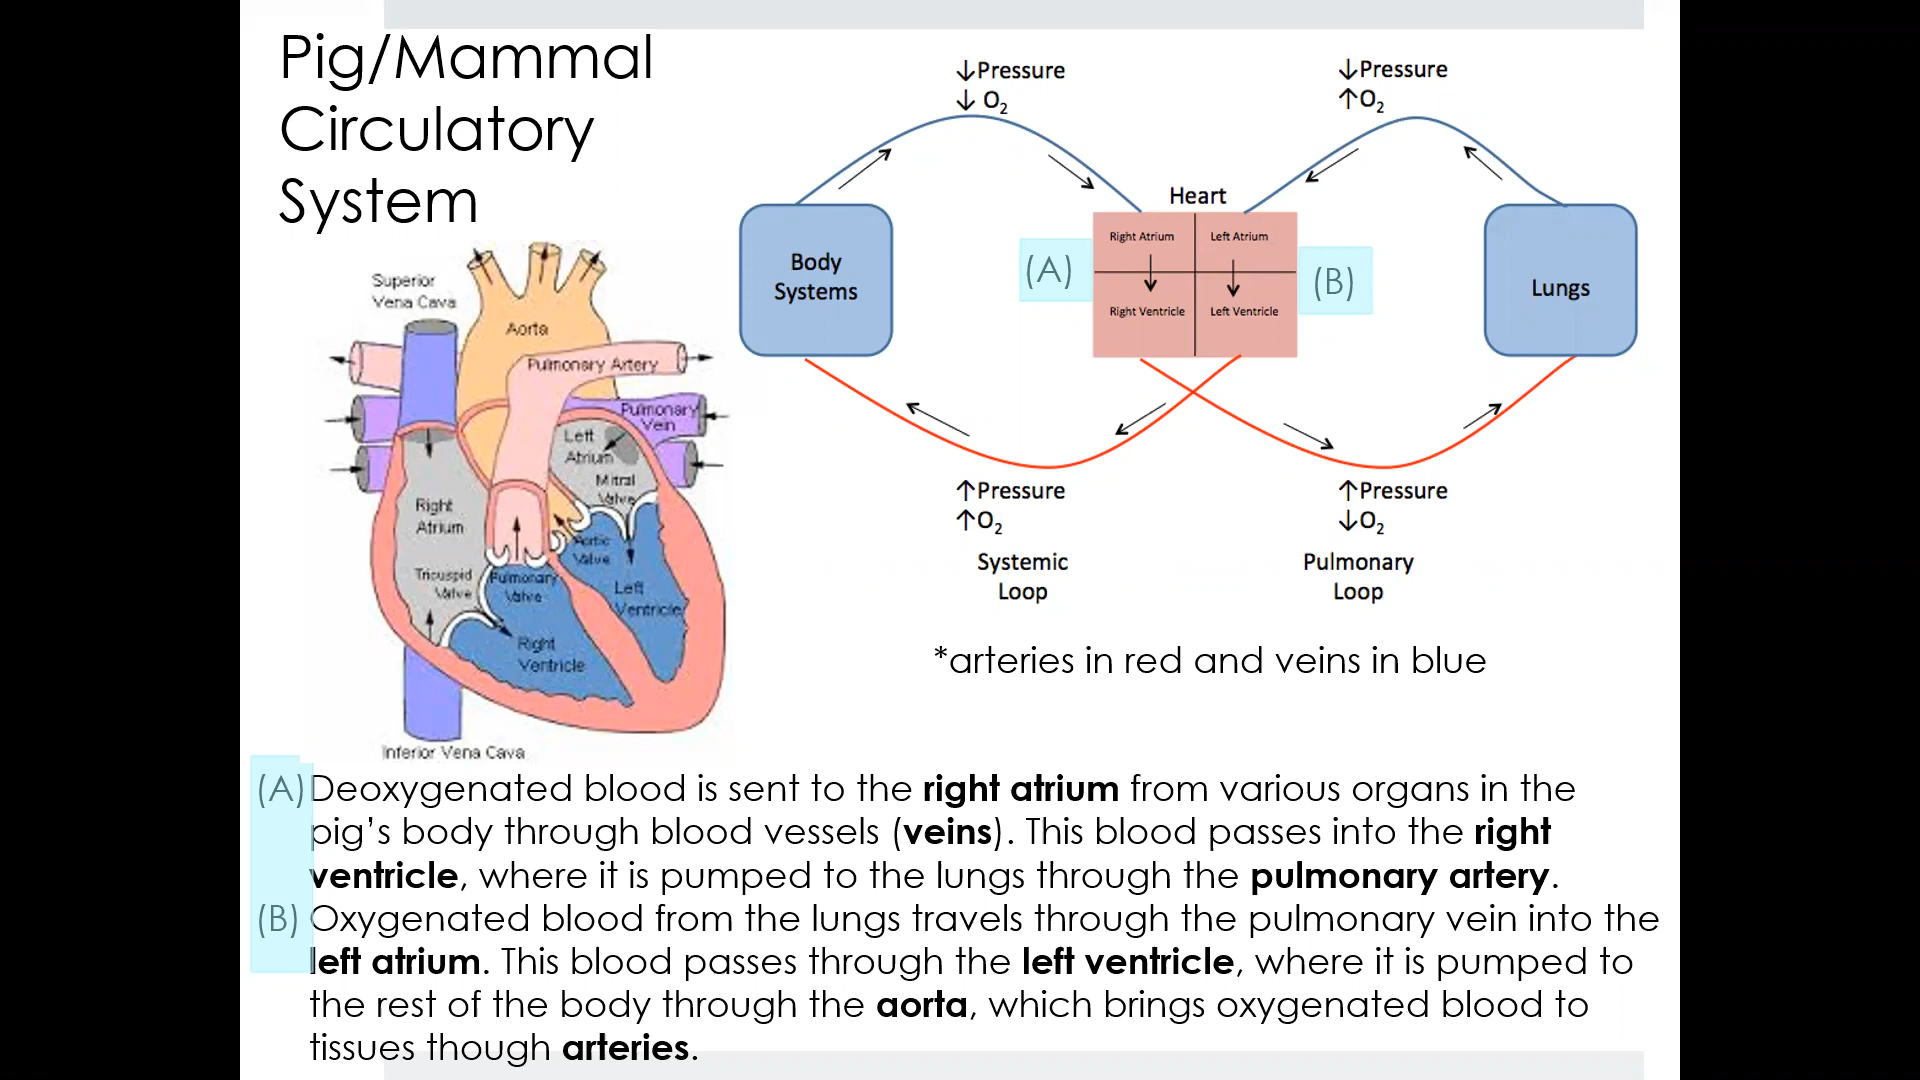 Pig/Mammal
Circulatory
System
↓Pressure
↓ O₂
↓Pressure
↑O₂
Heart
Body
Systems
(A)
Right Atrium
Left Atrium
Right Ventricle
Left Ventricle
(B)
Lungs
↑Pressure
↑O₂
Systemic
Loop
↑Pressure
↓O₂
Pulmonary
Loop
*arteries in red and veins in blue
Superior
Vena Cava
Aorta
Pulmonary Artery
Pulmonary
Vein
Left
Atrium
Mitral
Valve
Right
Atrium
Aortic
Valve
Tricuspid
Valve
Pulmonary
Valve
Left
Ventricle
Right
Ventricle
Inferior Vena Cava
(A) Deoxygenated blood is sent to the right atrium from various organs in the
pig’s body through blood vessels (veins). This blood passes into the right
ventricle, where it is pumped to the lungs through the pulmonary artery.
(B) Oxygenated blood from the lungs travels through the pulmonary vein into the
left atrium. This blood passes through the left ventricle, where it is pumped to
the rest of the body through the aorta, which brings oxygenated blood to
tissues though arteries.